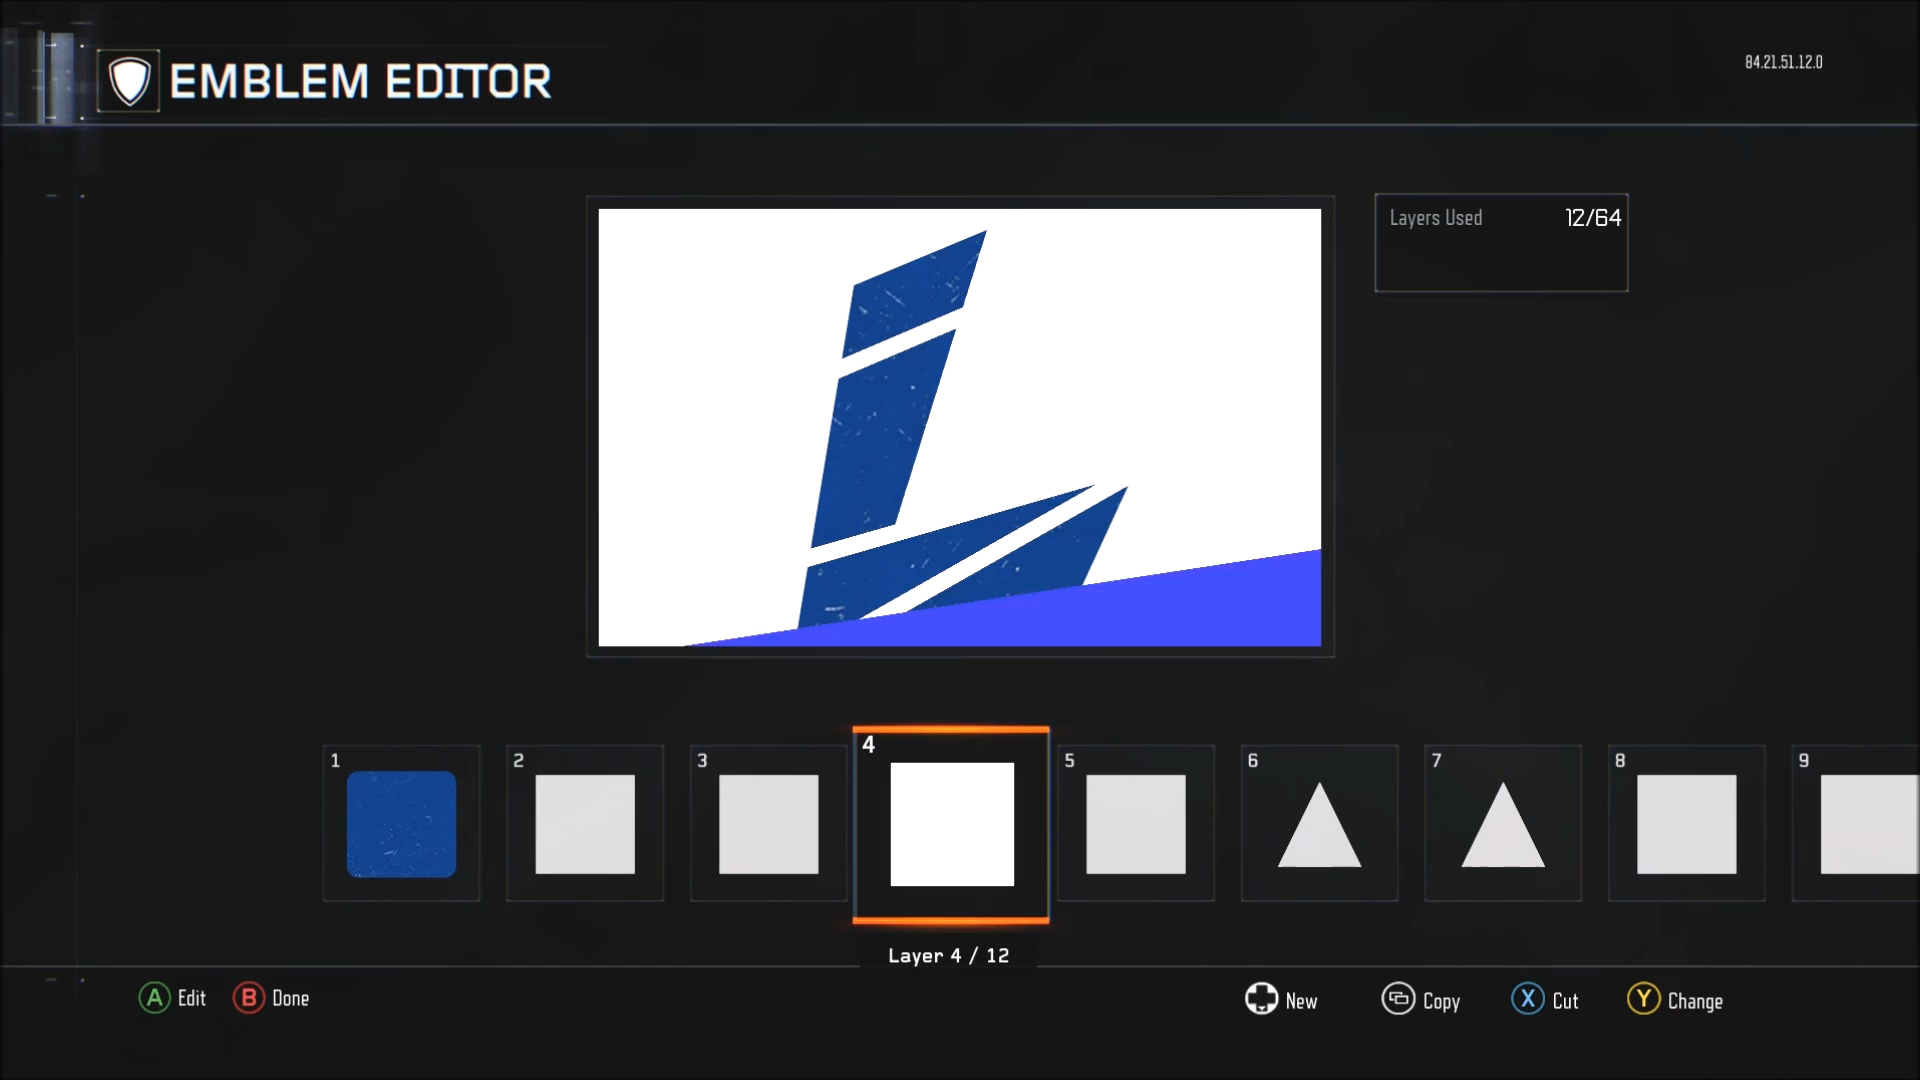 EMBLEM EDITOR
84.21.51.12.0
Layers Used 12/64
1 2 3 4 5 6 7 8 9
Layer 4 / 12
A Edit B Done New Copy X Cut Y Change